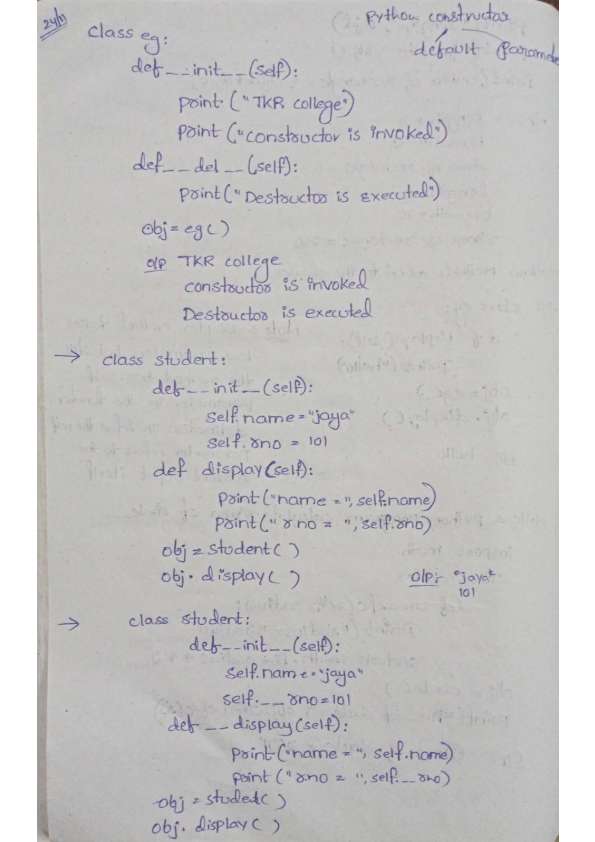 24/11
Python constructor
default Parame
class eg:
def __init__(self):
print ("TKR college")
print ("constructor is invoked")
def __del__(self):
print ("Destructor is executed")
obj = eg( )
o/p TKR college
constructor is invoked
Destructor is executed
→ class student:
def __init__(self):
self.name = "jaya"
self.rno = 101
def display(self):
print ("name = ", self.name)
print (" rno = ", self.rno)
obj = student( )
obj. display( ) O/P:- "jaya"
101
→ class student:
def __init__(self):
self.name = "jaya"
self.__rno = 101
def __display(self):
print ("name = ", self.name)
print (" rno = ", self.__rno)
obj = studet( )
obj. display( )